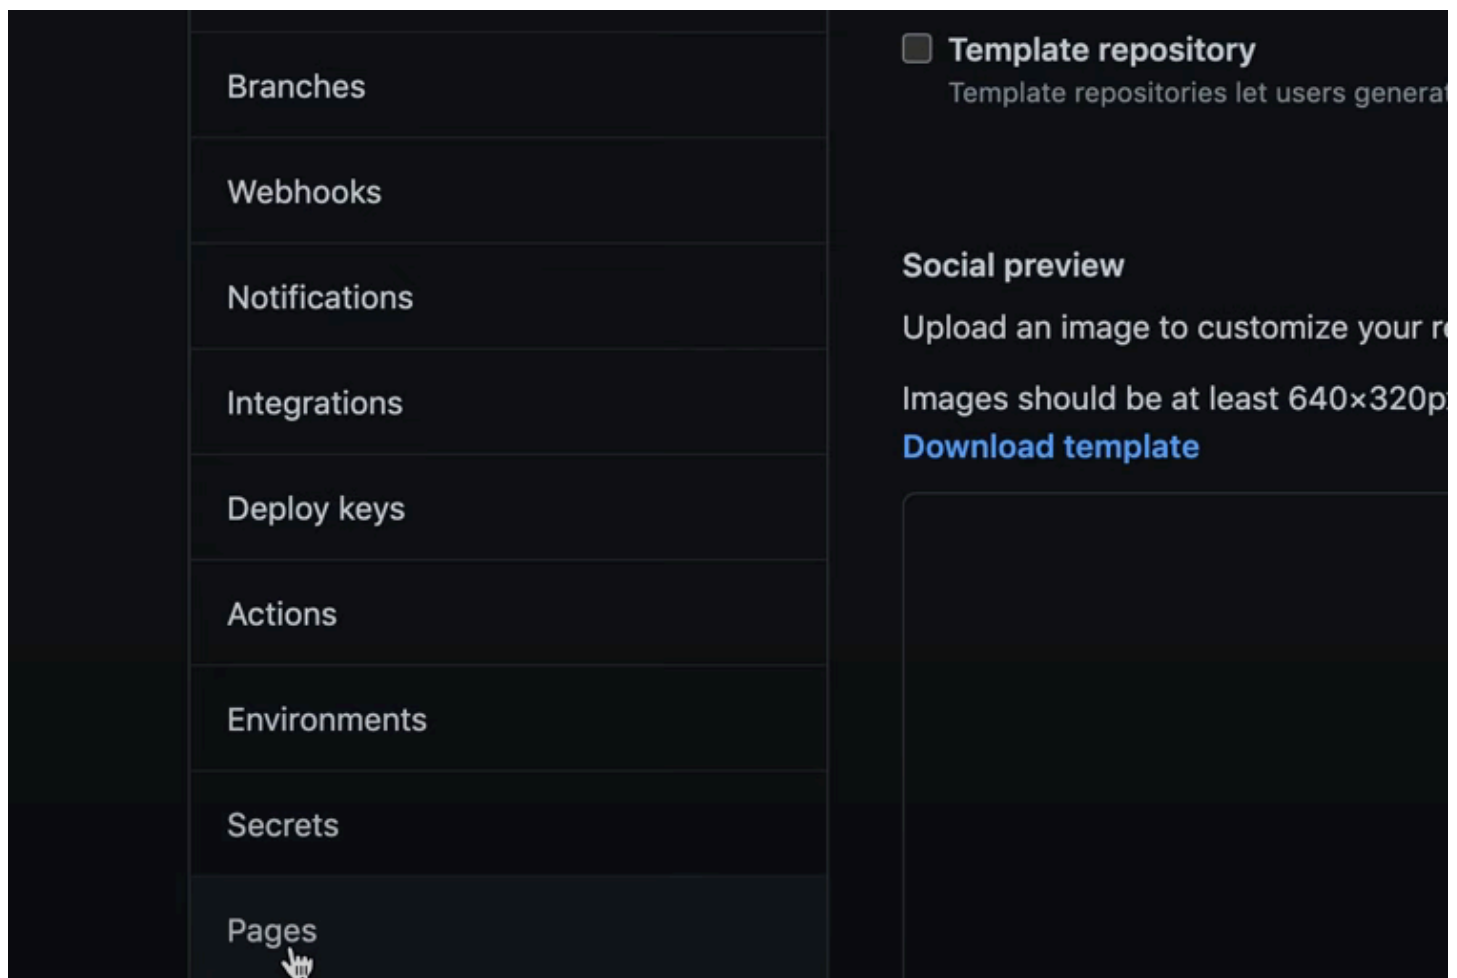 Branches
Webhooks
Notifications
Integrations
Deploy keys
Actions
Environments
Secrets
Pages
Template repository
Template repositories let users generat
Social preview
Upload an image to customize your re
Images should be at least 640×320p
Download template